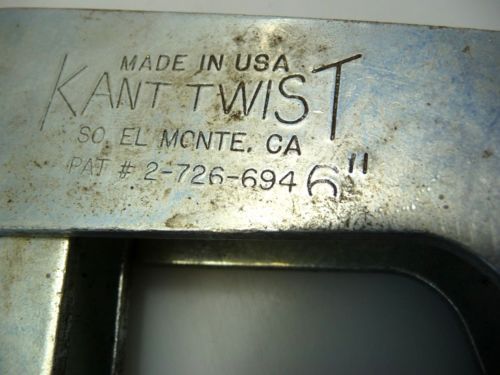 MADE IN USA
KANT TWIST
SO. EL MONTE, CA
PAT # 2-726-694 6"